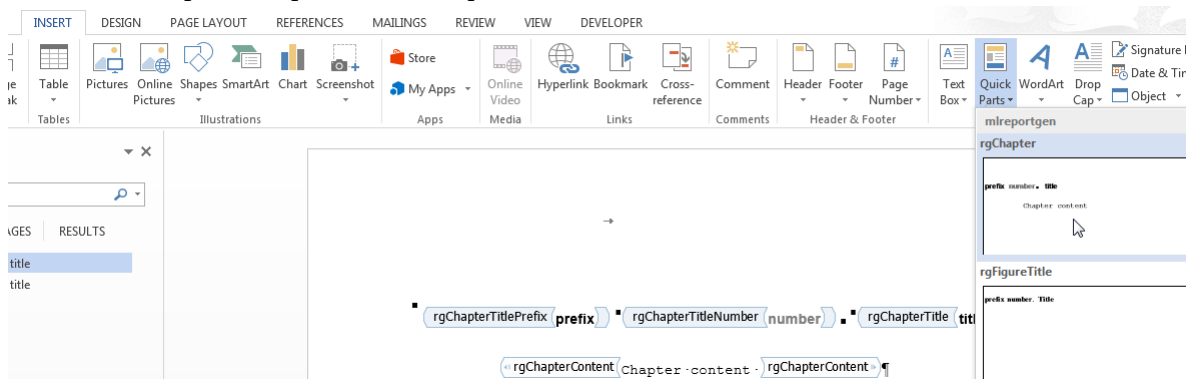 INSERT DESIGN PAGE LAYOUT REFERENCES MAILINGS REVIEW VIEW DEVELOPER
Table Pictures Online Pictures Shapes SmartArt Chart Screenshot Store My Apps Online Video Hyperlink Bookmark Cross-reference Comment Header Footer Page Number Text Box Quick Parts WordArt Drop Cap Signature
Date &
Object
Tables Illustrations Apps Media Links Comments Header & Footer
mlreportgen
rgChapter
prefix number. title
Chapter content
RESULTS
title
title
rgFigureTitle
prefix number. Title
rgChapterTitlePrefix prefix rgChapterTitleNumber number . rgChapterTitle
rgChapterContent Chapter·content· rgChapterContent ¶